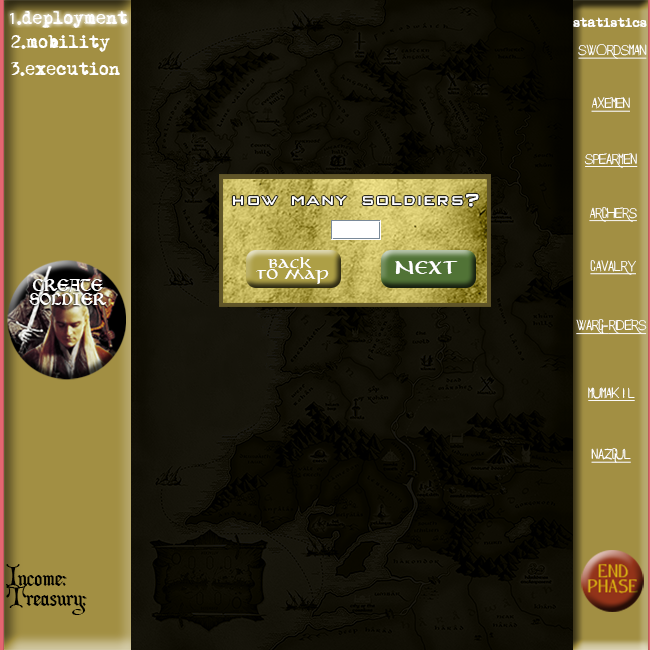 1.deployment
2.mobility
3.execution
CREATE
SOLDIER
Income:
Treasury:
HOW MANY SOLDIERS?
BACK
TO MAP
NEXT
statistics
SWORDSMAN
AXEMEN
SPEARMEN
ARCHERS
CAVALRY
WARG-RIDERS
MUMAKIL
NAZGUL
END
PHASE